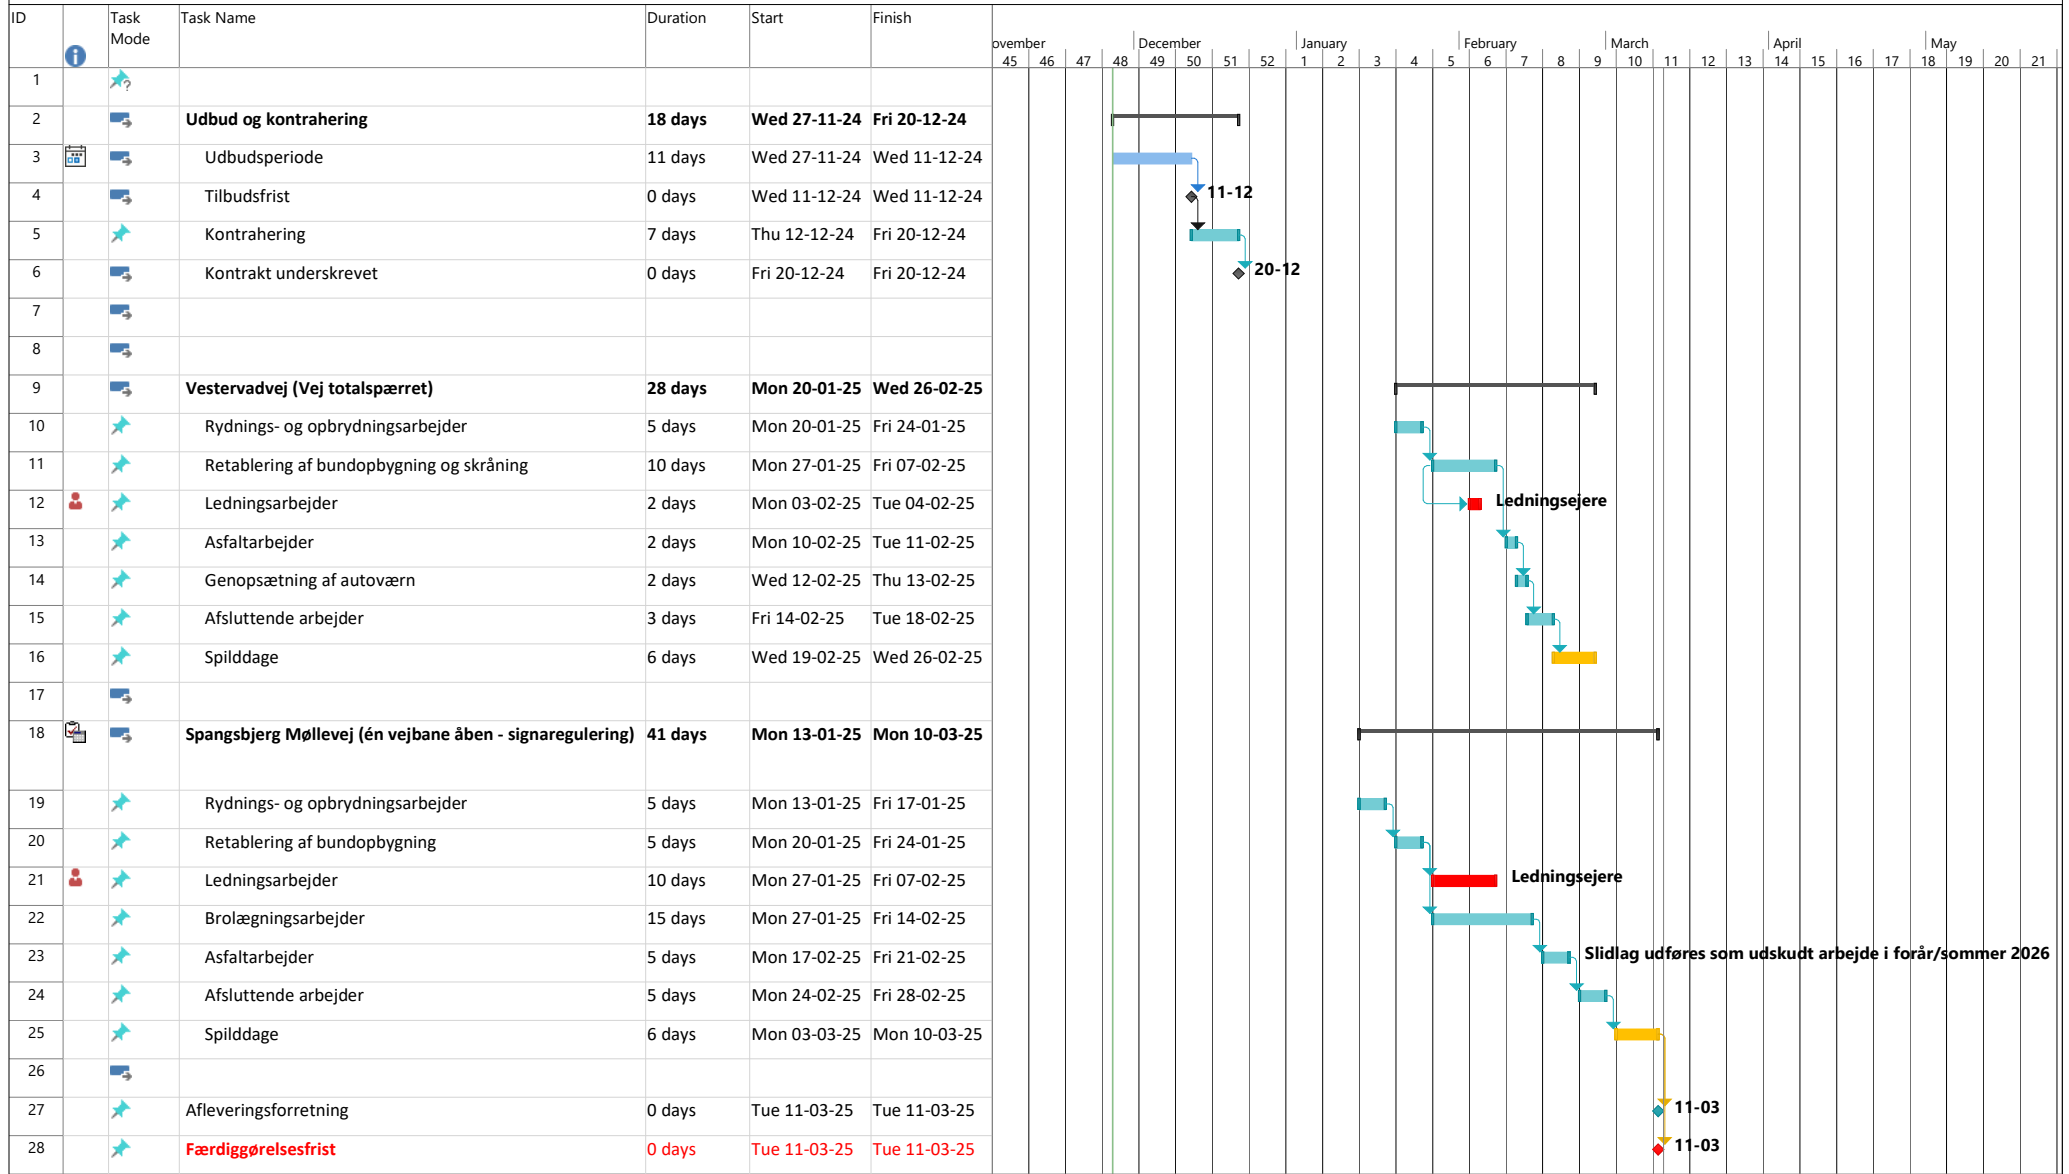 ID Task Mode Task Name Duration Start Finish
ovember December January February March April May
45 46 47 48 49 50 51 52 1 2 3 4 5 6 7 8 9 10 11 12 13 14 15 16 17 18 19 20 21
1
2 Udbud og kontrahering 18 days Wed 27-11-24 Fri 20-12-24
3 Udbudsperiode 11 days Wed 27-11-24 Wed 11-12-24
4 Tilbudsfrist 0 days Wed 11-12-24 Wed 11-12-24 11-12
5 Kontrahering 7 days Thu 12-12-24 Fri 20-12-24
6 Kontrakt underskrevet 0 days Fri 20-12-24 Fri 20-12-24 20-12
7
8
9 Vestervadvej (Vej totalspærret) 28 days Mon 20-01-25 Wed 26-02-25
10 Rydnings- og opbrydningsarbejder 5 days Mon 20-01-25 Fri 24-01-25
11 Retablering af bundopbygning og skråning 10 days Mon 27-01-25 Fri 07-02-25
12 Ledningsarbejder 2 days Mon 03-02-25 Tue 04-02-25 Ledningsejere
13 Asfaltarbejder 2 days Mon 10-02-25 Tue 11-02-25
14 Genopsætning af autoværn 2 days Wed 12-02-25 Thu 13-02-25
15 Afsluttende arbejder 3 days Fri 14-02-25 Tue 18-02-25
16 Spilddage 6 days Wed 19-02-25 Wed 26-02-25
17
18 Spangsbjerg Møllevej (én vejbane åben - signaregulering) 41 days Mon 13-01-25 Mon 10-03-25
19 Rydnings- og opbrydningsarbejder 5 days Mon 13-01-25 Fri 17-01-25
20 Retablering af bundopbygning 5 days Mon 20-01-25 Fri 24-01-25
21 Ledningsarbejder 10 days Mon 27-01-25 Fri 07-02-25 Ledningsejere
22 Brolægningsarbejder 15 days Mon 27-01-25 Fri 14-02-25
23 Asfaltarbejder 5 days Mon 17-02-25 Fri 21-02-25 Slidlag udføres som udskudt arbejde i forår/sommer 2026
24 Afsluttende arbejder 5 days Mon 24-02-25 Fri 28-02-25
25 Spilddage 6 days Mon 03-03-25 Mon 10-03-25
26
27 Afleveringsforretning 0 days Tue 11-03-25 Tue 11-03-25 11-03
28 Færdiggørelsesfrist 0 days Tue 11-03-25 Tue 11-03-25 11-03